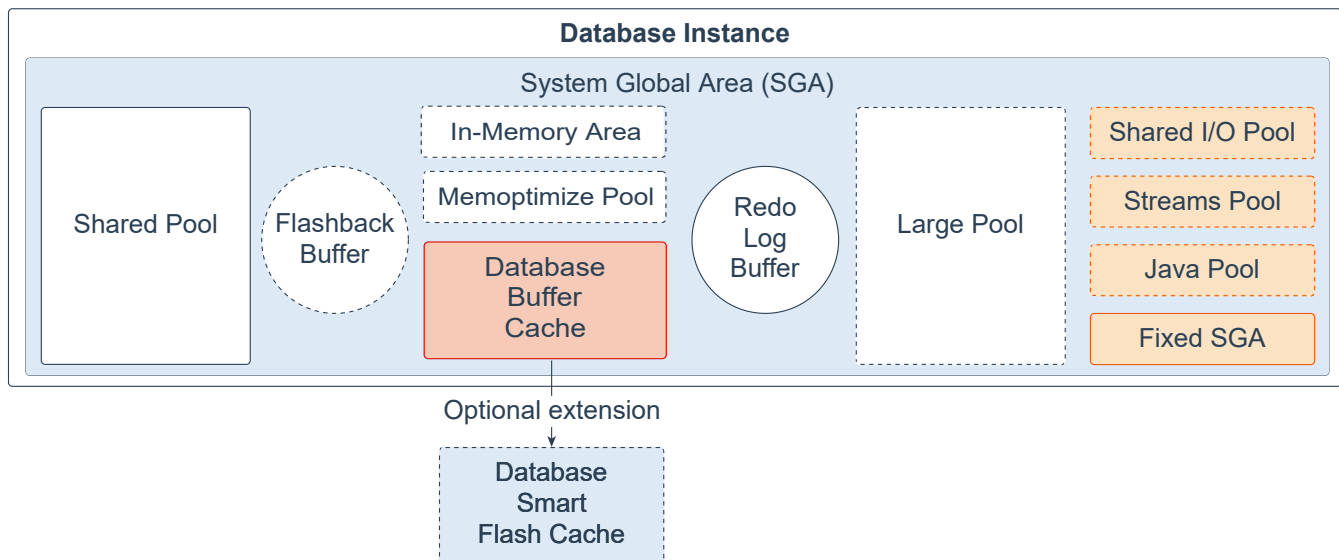 Database Instance
System Global Area (SGA)
Shared Pool
Flashback
Buffer
In-Memory Area
Memoptimize Pool
Database
Buffer
Cache
Redo
Log
Buffer
Large Pool
Shared I/O Pool
Streams Pool
Java Pool
Fixed SGA
Optional extension
Database
Smart
Flash Cache